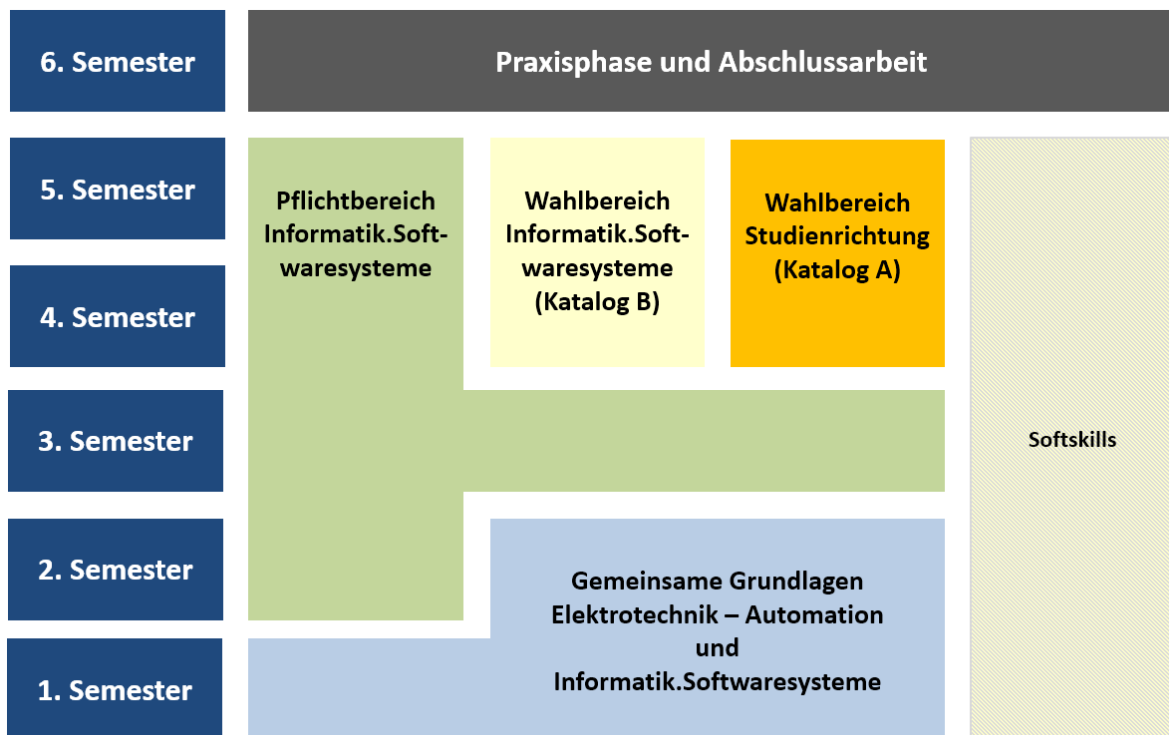 6. Semester
Praxisphase und Abschlussarbeit
5. Semester
Pflichtbereich
Informatik.Soft-
waresysteme
Wahlbereich
Informatik.Soft-
waresysteme
(Katalog B)
Wahlbereich
Studienrichtung
(Katalog A)
4. Semester
3. Semester
Softskills
2. Semester
Gemeinsame Grundlagen
Elektrotechnik – Automation
und
Informatik.Softwaresysteme
1. Semester